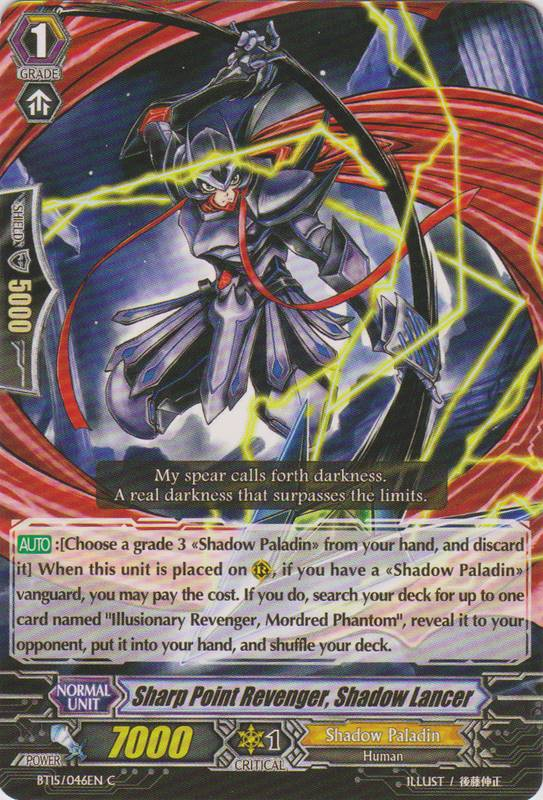 1
GRADE
SHIELD
5000
My spear calls forth darkness.
A real darkness that surpasses the limits.
AUTO :[Choose a grade 3 «Shadow Paladin» from your hand, and discard
it] When this unit is placed on R, if you have a «Shadow Paladin»
vanguard, you may pay the cost. If you do, search your deck for up to one
card named "Illusionary Revenger, Mordred Phantom", reveal it to your
opponent, put it into your hand, and shuffle your deck.
NORMAL
UNIT
Sharp Point Revenger, Shadow Lancer
POWER
7000
1
CRITICAL
Shadow Paladin
Human
BT15/046EN C
ILLUST / 後藤伸正